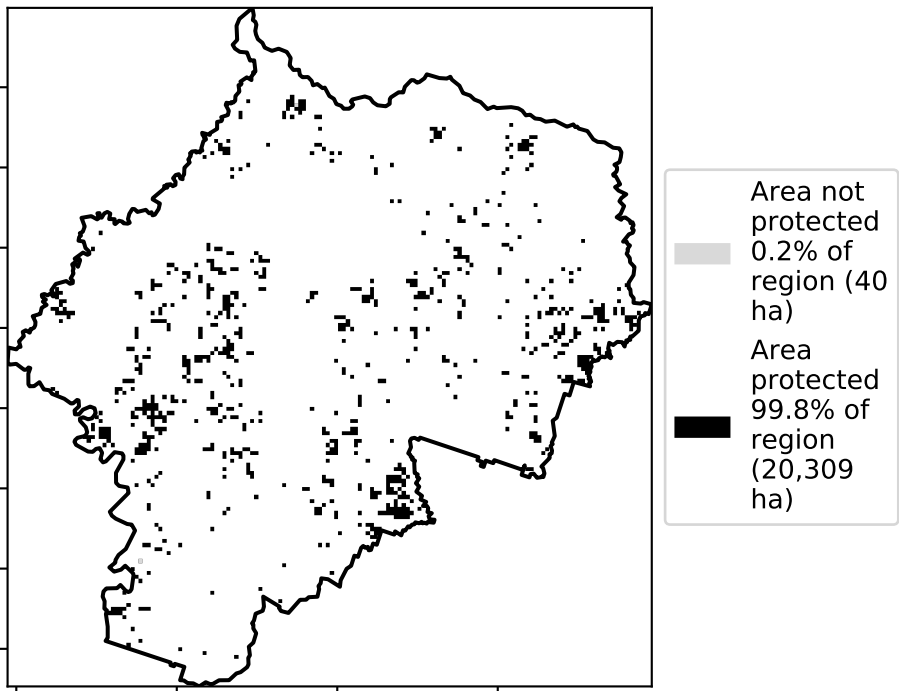 Area not
protected
0.2% of
region (40
ha)
Area
protected
99.8% of
region
(20,309
ha)